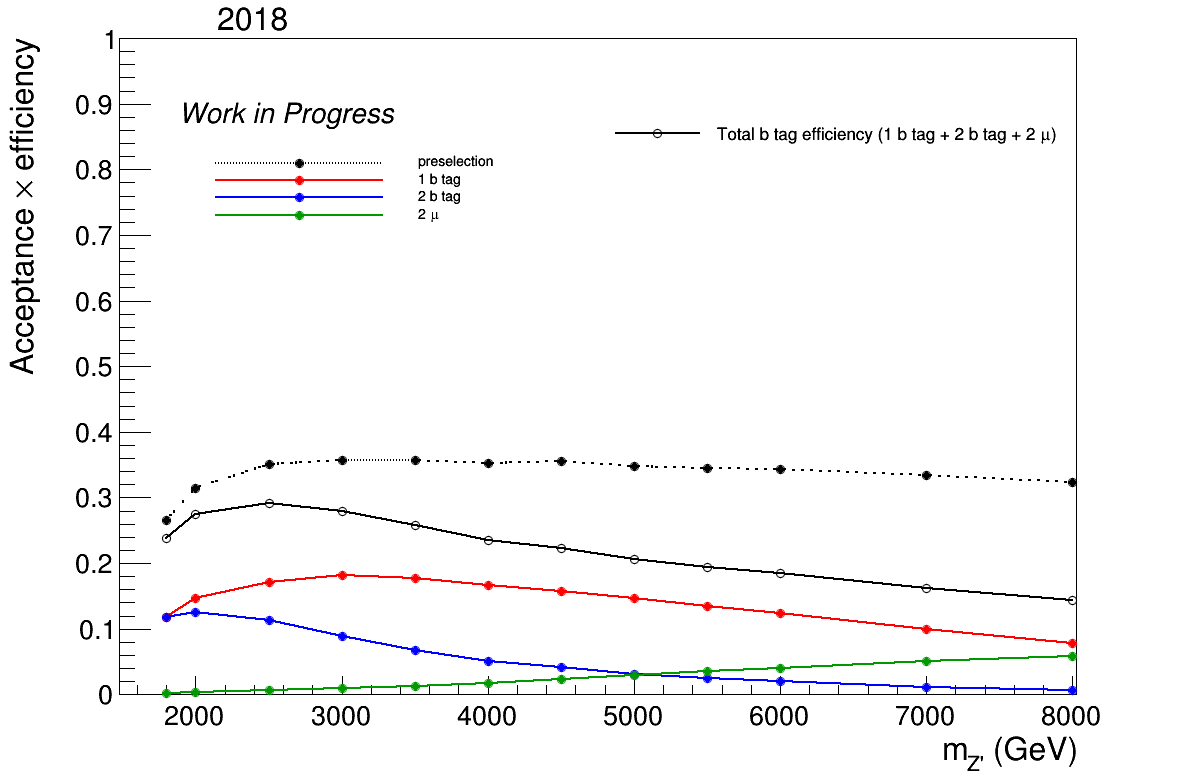 2018
Acceptance × efficiency
1
0.9
0.8
0.7
0.6
0.5
0.4
0.3
0.2
0.1
0
Work in Progress
preselection
1 b tag
2 b tag
2 μ
Total b tag efficiency (1 b tag + 2 b tag + 2 μ)
2000 3000 4000 5000 6000 7000 8000
m_Z' (GeV)